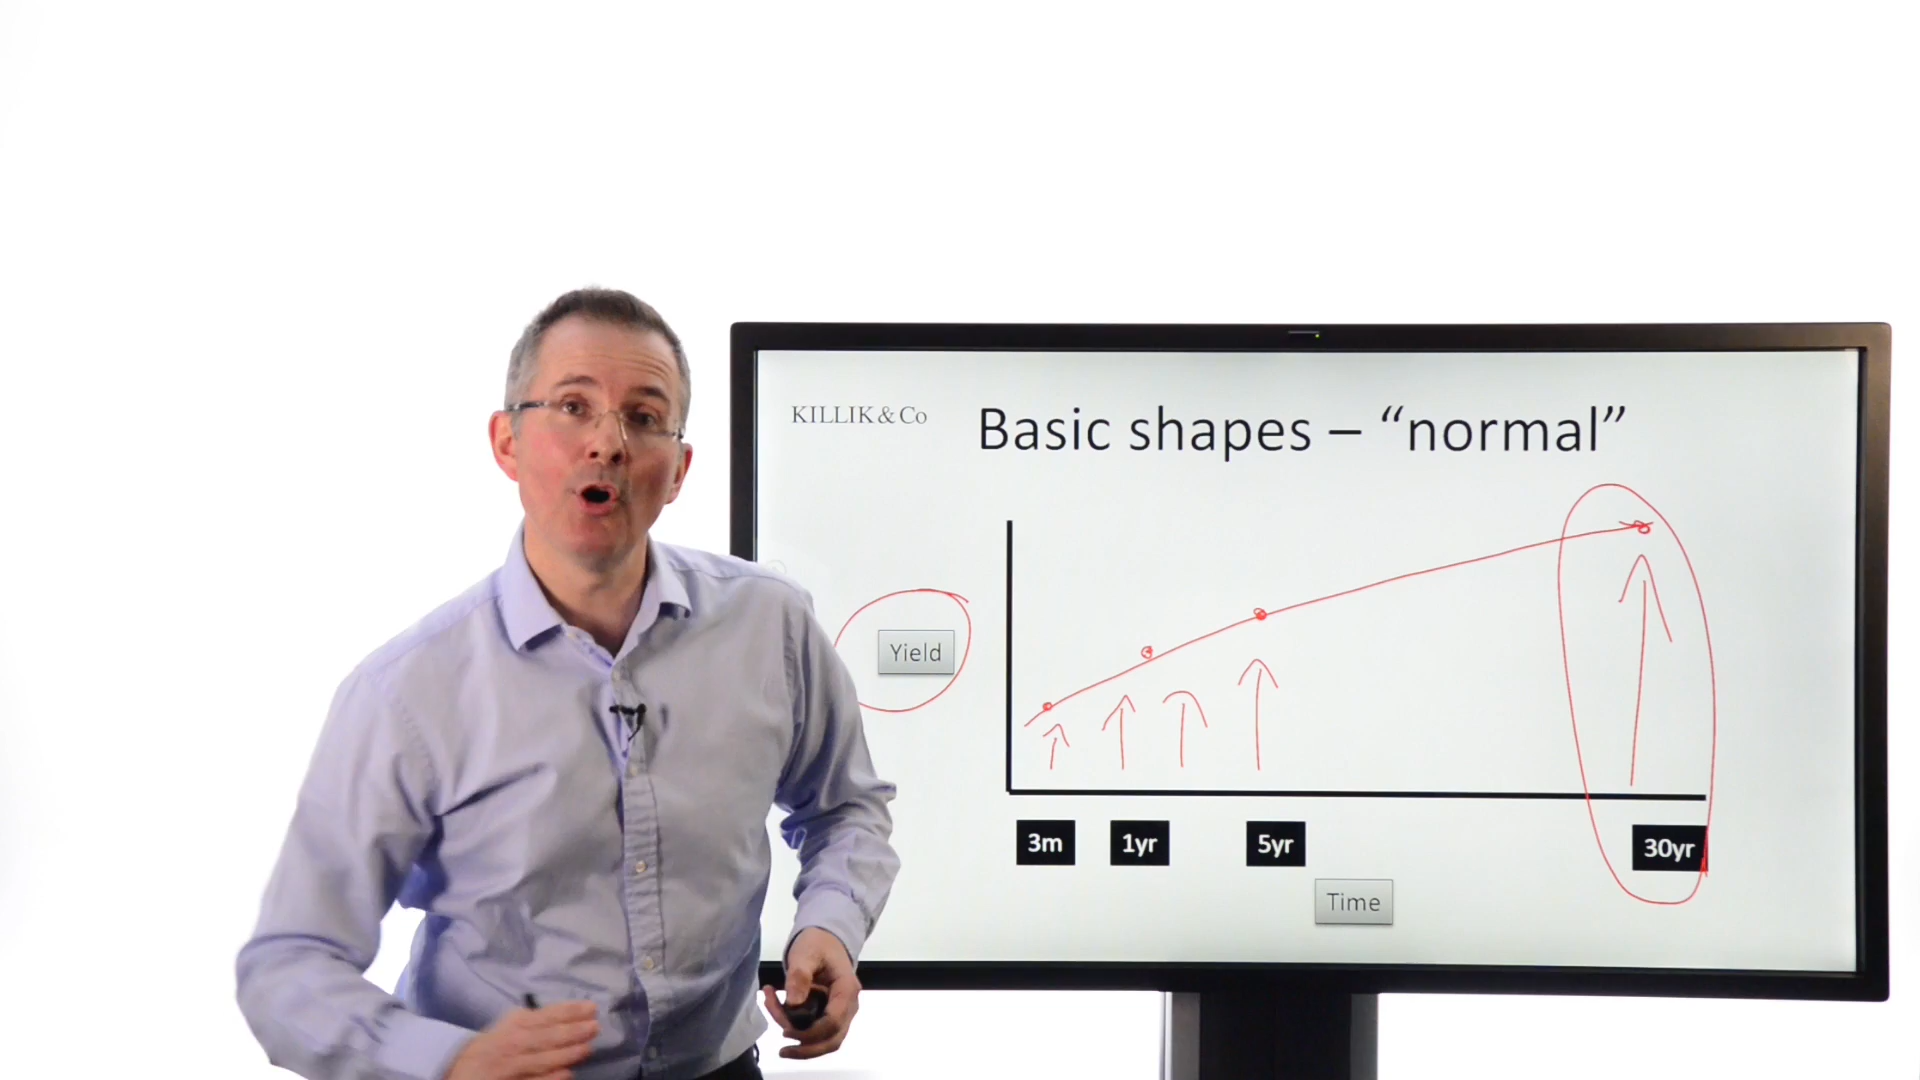 KILLIK & Co
Basic shapes – “normal”
Yield
3m 1yr 5yr 30yr
Time